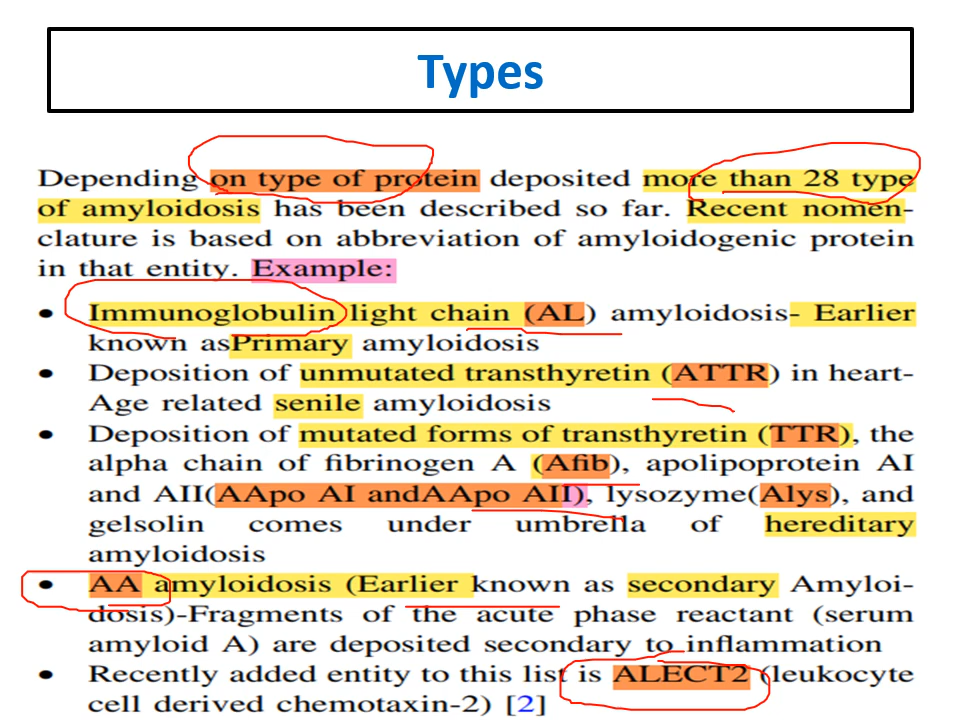 Types
Depending on type of protein deposited more than 28 type
of amyloidosis has been described so far. Recent nomen-
clature is based on abbreviation of amyloidogenic protein
in that entity. Example:
• Immunoglobulin light chain (AL) amyloidosis- Earlier
known asPrimary amyloidosis
• Deposition of unmutated transthyretin (ATTR) in heart-
Age related senile amyloidosis
• Deposition of mutated forms of transthyretin (TTR), the
alpha chain of fibrinogen A (Afib), apolipoprotein AI
and AII(AApo AI andAApo AII), lysozyme(Alys), and
gelsolin comes under umbrella of hereditary
amyloidosis
• AA amyloidosis (Earlier known as secondary Amyloi-
dosis)-Fragments of the acute phase reactant (serum
amyloid A) are deposited secondary to inflammation
• Recently added entity to this list is ALECT2 (leukocyte
cell derived chemotaxin-2) [2]